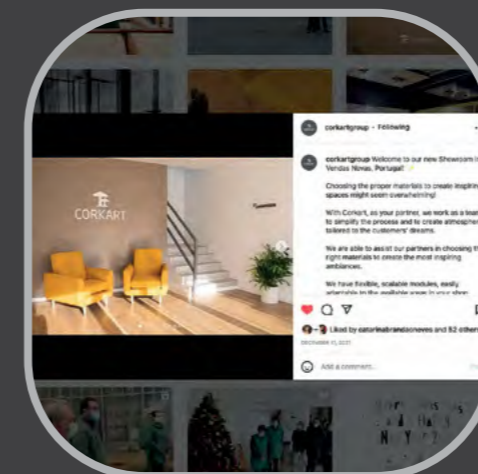 CORKART
corkartgroup • Following
corkartgroup Welcome to our new Showroom in
Vendas Novas, Portugal!
Choosing the proper materials to create inspiring
spaces might seem overwhelming!
With Corkart, as your partner, we work as a team
to simplify the process and to create atmospheres
tailored to the customers' dreams.
We are able to assist our partners in choosing the
right materials to create the most inspiring
ambiances.
We have flexible, scalable modules, easily
adaptable to the available space in your shop
Liked by catarinabrandaoneves and 52 others
DECEMBER 21, 2021
Add a comment...